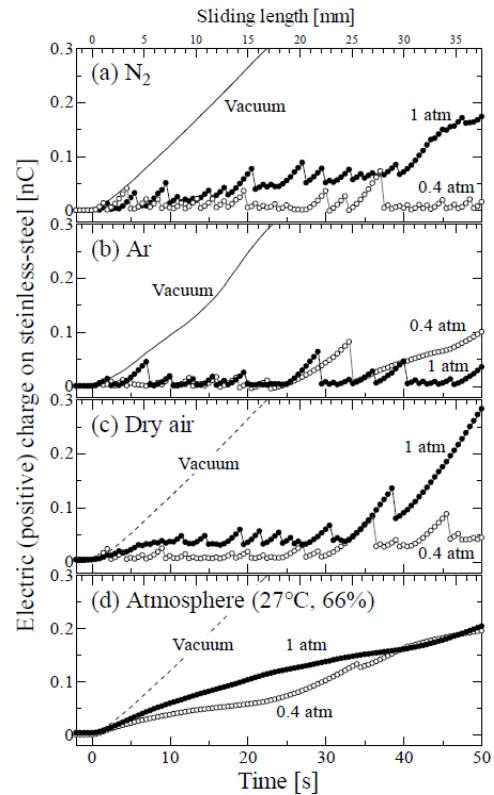 Sliding length [mm]
0 5 10 15 20 25 30 35
0.3
(a) N2
1 atm
Vacuum
0.2
0.1
0.4 atm
0
0.3
(b) Ar
0.2
Vacuum
0.4 atm
0.1
1 atm
0
0.3
(c) Dry air
1 atm
0.2
Vacuum
0.1
0.4 atm
0
0.3
(d) Atmosphere (27°C, 66%)
Vacuum
0.2
1 atm
0.1
0.4 atm
0
0 10 20 30 40 50
Time [s]
Electric (positive) charge on steinless-steel [nC]